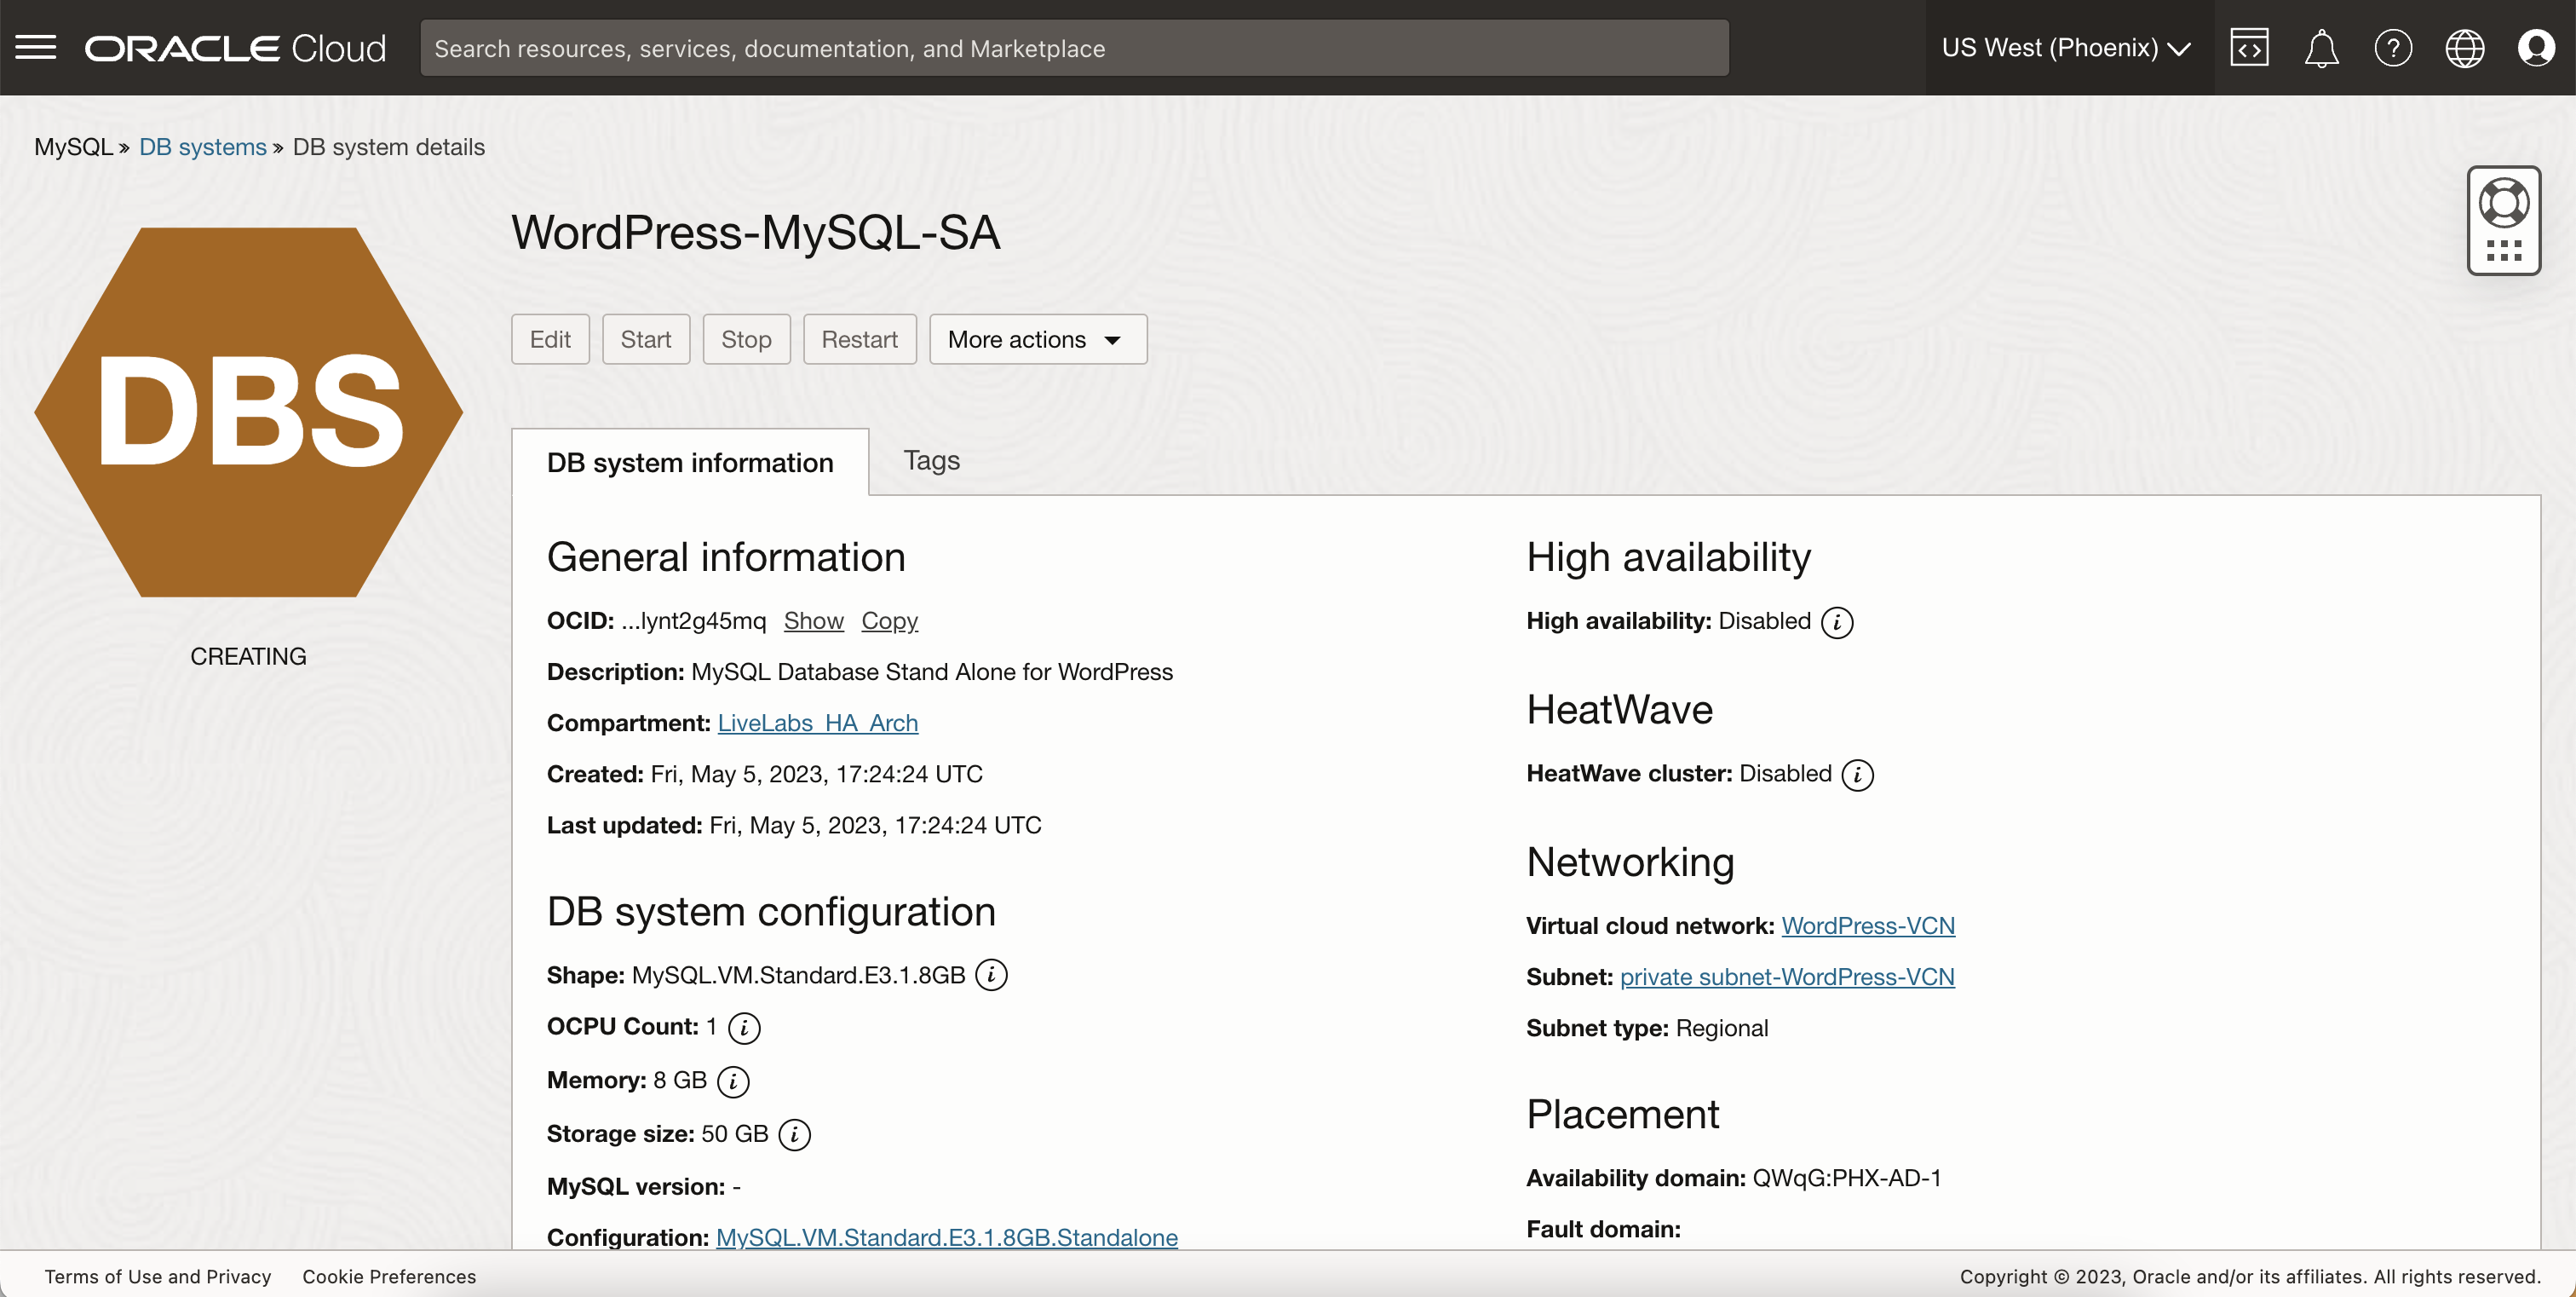 ORACLE Cloud
Search resources, services, documentation, and Marketplace
US West (Phoenix)
MySQL » DB systems » DB system details
DBS
CREATING
WordPress-MySQL-SA
Edit Start Stop Restart More actions
DB system information Tags
General information
OCID: ...lynt2g45mq Show Copy
Description: MySQL Database Stand Alone for WordPress
Compartment: LiveLabs_HA_Arch
Created: Fri, May 5, 2023, 17:24:24 UTC
Last updated: Fri, May 5, 2023, 17:24:24 UTC
DB system configuration
Shape: MySQL.VM.Standard.E3.1.8GB
OCPU Count: 1
Memory: 8 GB
Storage size: 50 GB
MySQL version: -
Configuration: MySQL.VM.Standard.E3.1.8GB.Standalone
High availability
High availability: Disabled
HeatWave
HeatWave cluster: Disabled
Networking
Virtual cloud network: WordPress-VCN
Subnet: private subnet-WordPress-VCN
Subnet type: Regional
Placement
Availability domain: QWqG:PHX-AD-1
Fault domain:
Terms of Use and Privacy Cookie Preferences
Copyright © 2023, Oracle and/or its affiliates. All rights reserved.